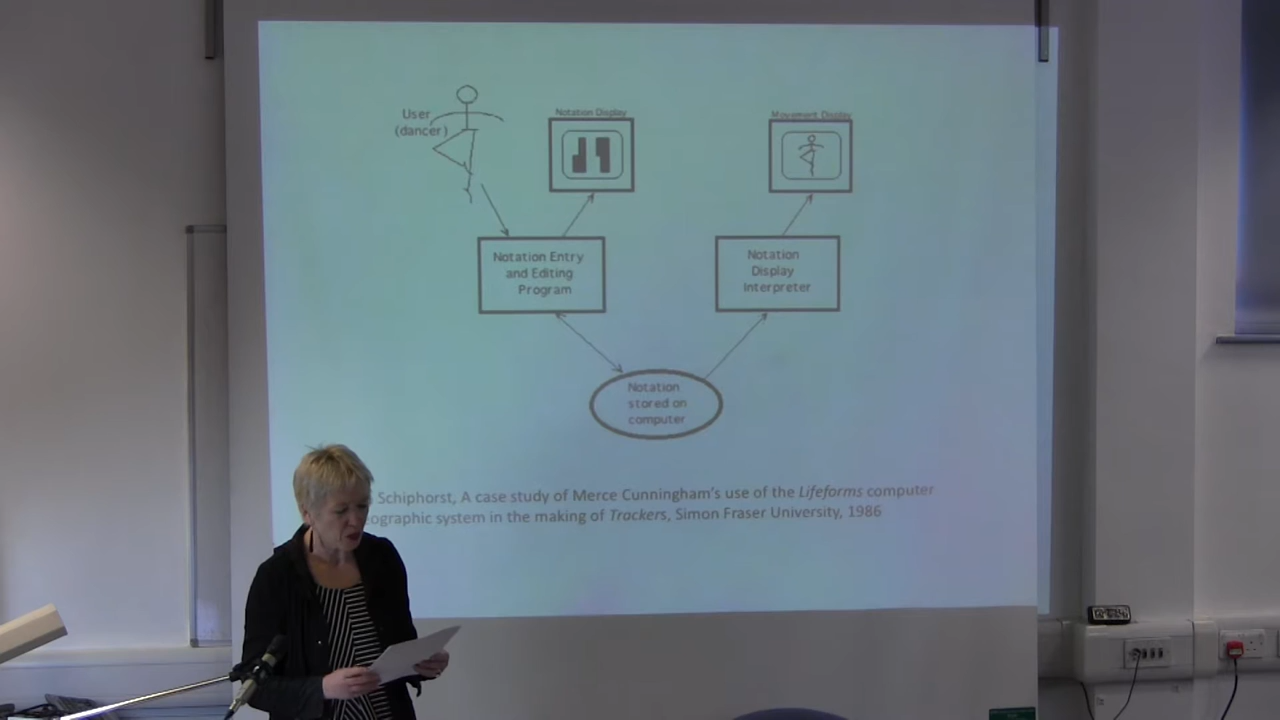 User
(dancer)
Notation Display
Movement Display
Notation Entry
and Editing
Program
Notation
Display
Interpreter
Notation
stored on
computer
Schiphorst, A case study of Merce Cunningham's use of the Lifeforms computer
eographic system in the making of Trackers, Simon Fraser University, 1986